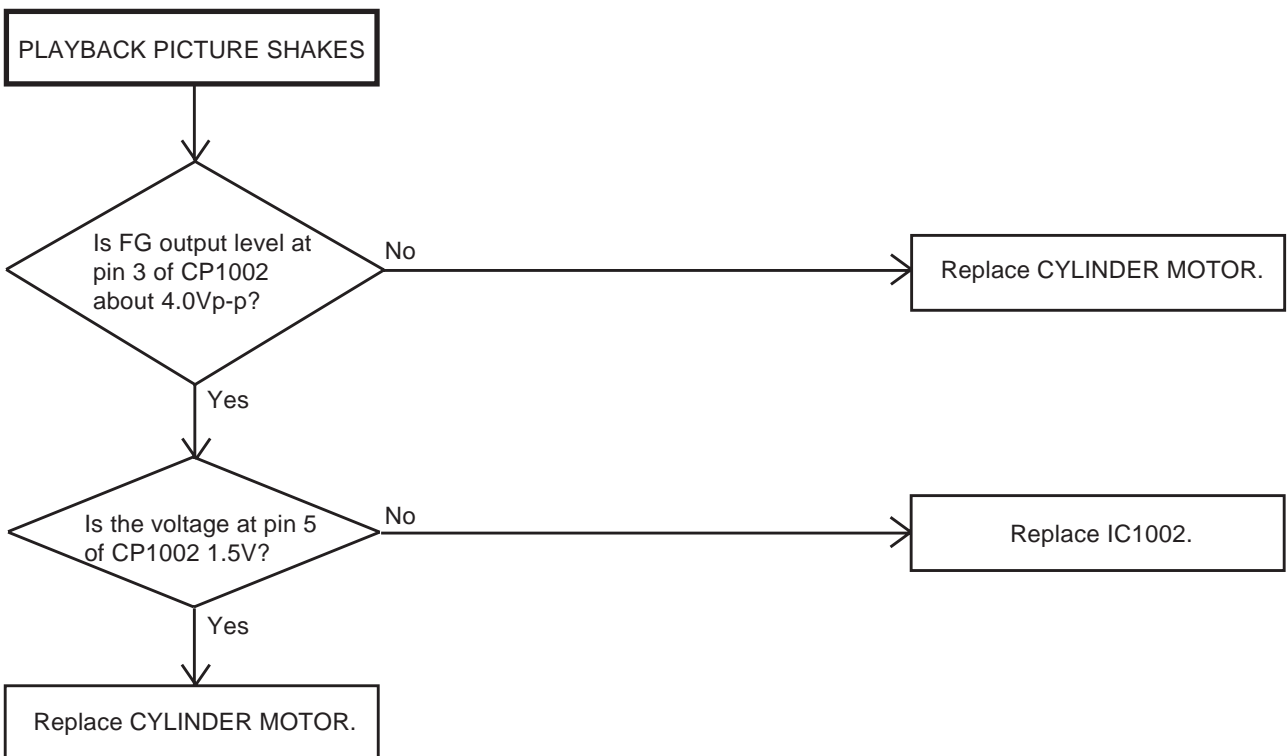 PLAYBACK PICTURE SHAKES
Is FG output level at
pin 3 of CP1002
about 4.0Vp-p?
No
Replace CYLINDER MOTOR.
Yes
Is the voltage at pin 5
of CP1002 1.5V?
No
Replace IC1002.
Yes
Replace CYLINDER MOTOR.